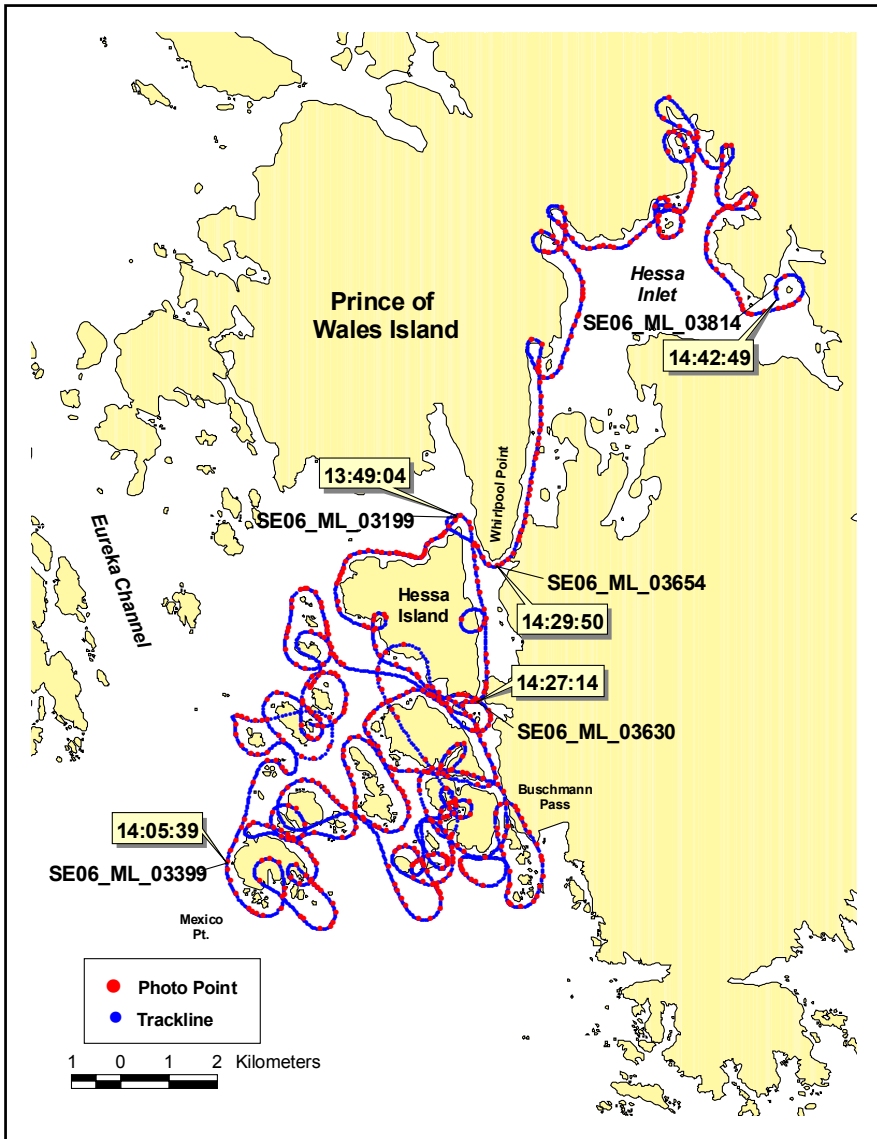 Hessa
Inlet
SE06_ML_03814
14:42:49
Prince of
Wales Island
13:49:04
SE06_ML_03199
Whirlpool Point
Eureka Channel
SE06_ML_03654
14:29:50
Hessa
Island
14:27:14
SE06_ML_03630
Buschmann
Pass
14:05:39
SE06_ML_03399
Mexico
Pt.
Photo Point
Trackline
1 0 1 2 Kilometers